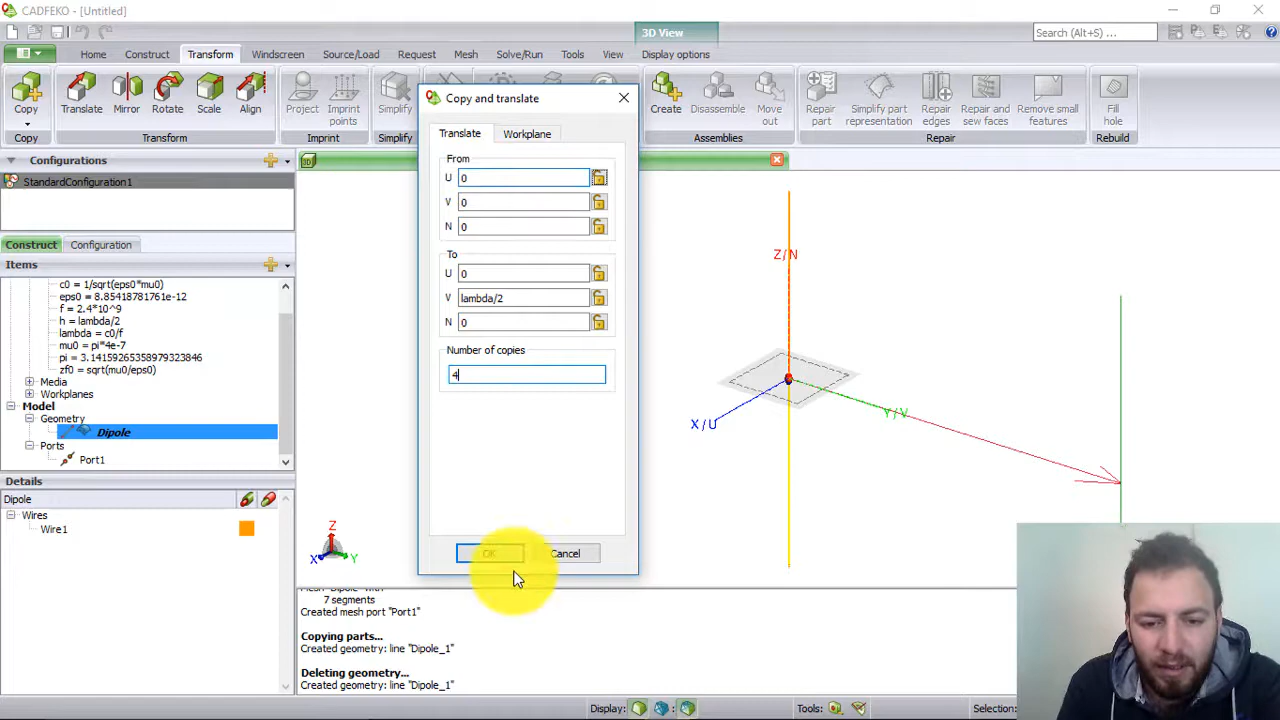 CADFEKO - [Untitled]
3D View
Search (Alt+S) ...
Home Construct Transform Windscreen Source/Load Request Mesh Solve/Run Tools View Display options
Copy Translate Mirror Rotate Scale Align Project Imprint points Simplify Create Disassemble Move out Repair part Simplify part representation Repair edges Repair and sew faces Remove small features Fill hole
Copy Transform Imprint Simplify Assemblies Repair Rebuild
Configurations
StandardConfiguration1
Construct Configuration
Items
c0 = 1/sqrt(eps0*mu0)
eps0 = 8.85418781761e-12
f = 2.4*10^9
h = lambda/2
lambda = c0/f
mu0 = pi*4e-7
pi = 3.14159265358979323846
zf0 = sqrt(mu0/eps0)
Media
Workplanes
Model
Geometry
Dipole
Ports
Port1
Details
Dipole
Wires
Wire1
Copy and translate
Translate Workplane
From
U 0
V 0
N 0
To
U 0
V lambda/2
N 0
Number of copies
4
OK Cancel
Z/N
X/U
Y/V
Z
X
Y
7 segments
Created mesh port "Port1"
Copying parts...
Created geometry: line "Dipole_1"
Deleting geometry...
Created geometry: line "Dipole_1"
Display: Tools: Selection: